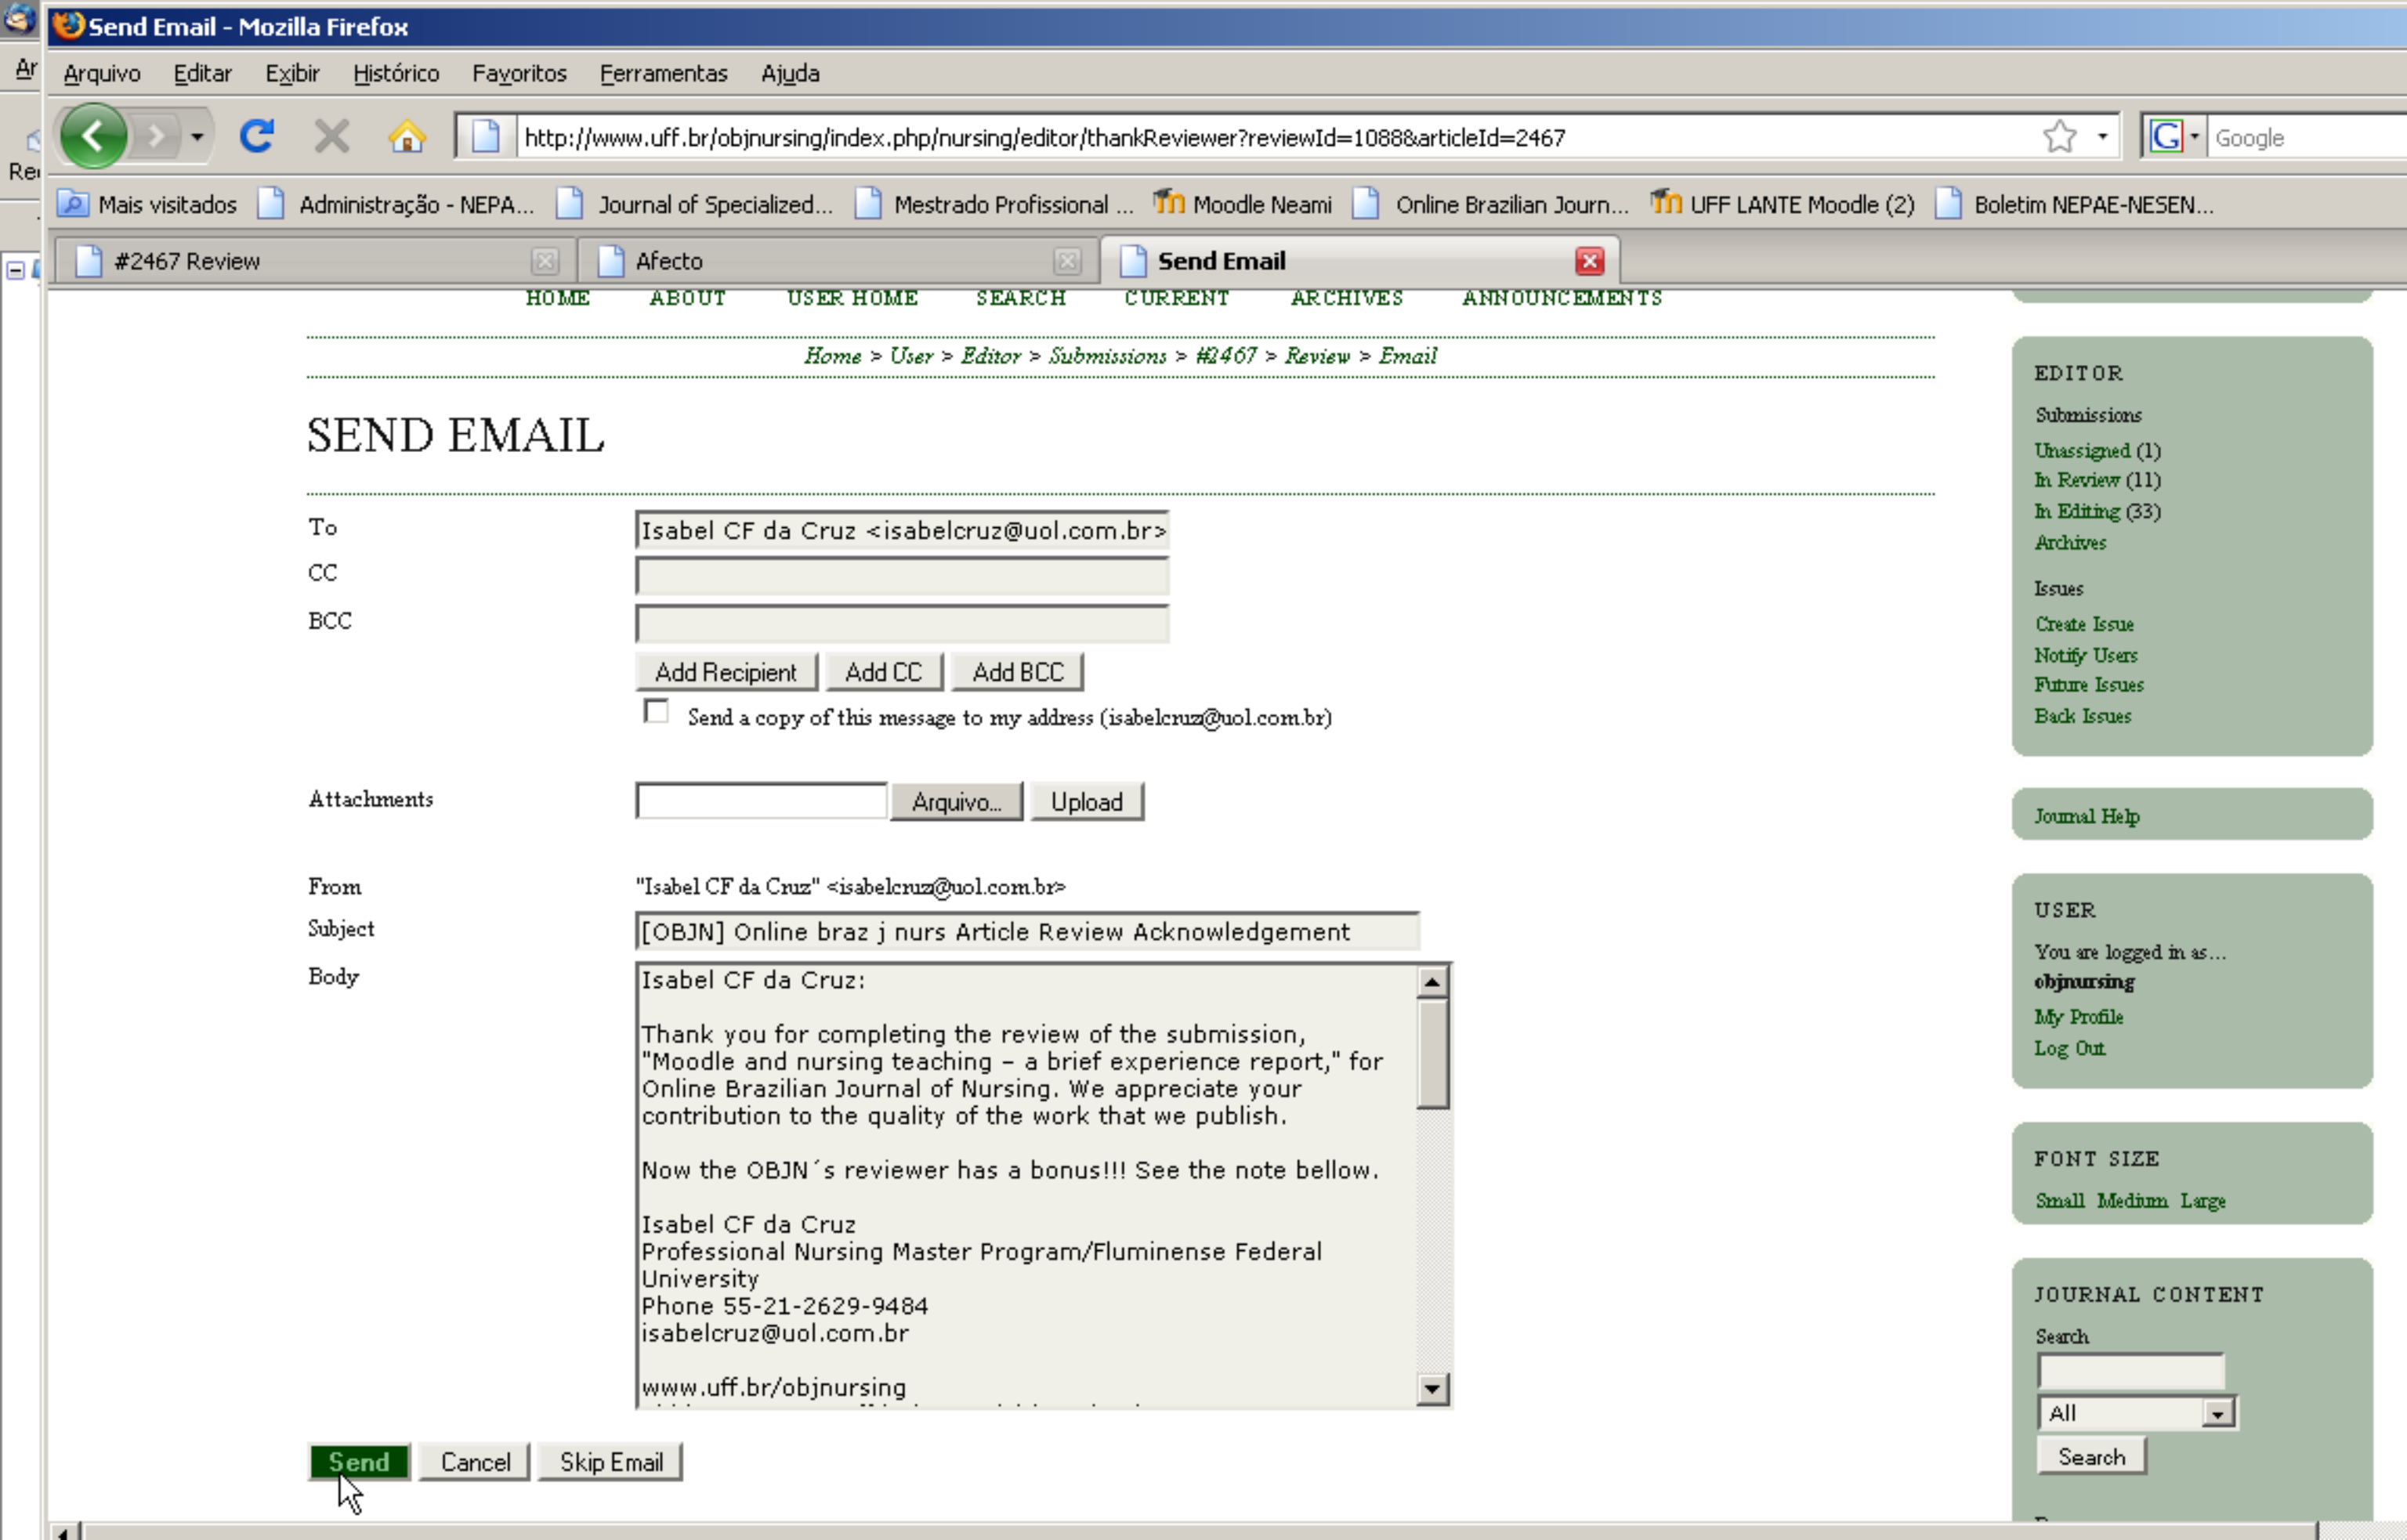 Send Email - Mozilla Firefox
Ar
Arquivo Editar Exibir Histórico Favoritos Ferramentas Ajuda
http://www.uff.br/objnursing/index.php/nursing/editor/thankReviewer?reviewId=1088&articleId=2467
Google
Mais visitados Administração - NEPA... Journal of Specialized... Mestrado Profissional ... Moodle Neami Online Brazilian Journ... UFF LANTE Moodle (2) Boletim NEPAE-NESEN...
#2467 Review Afecto Send Email
HOME ABOUT USER HOME SEARCH CURRENT ARCHIVES ANNOUNCEMENTS
Home > User > Editor > Submissions > #2467 > Review > Email
SEND EMAIL
To Isabel CF da Cruz <isabelcruz@uol.com.br>
CC
BCC
Add Recipient Add CC Add BCC
Send a copy of this message to my address (isabelcruz@uol.com.br)
Attachments Arquivo... Upload
From "Isabel CF da Cruz" <isabelcruz@uol.com.br>
Subject [OBJN] Online braz j nurs Article Review Acknowledgement
Body
Isabel CF da Cruz:
Thank you for completing the review of the submission,
"Moodle and nursing teaching – a brief experience report," for
Online Brazilian Journal of Nursing. We appreciate your
contribution to the quality of the work that we publish.
Now the OBJN´s reviewer has a bonus!!! See the note bellow.
Isabel CF da Cruz
Professional Nursing Master Program/Fluminense Federal
University
Phone 55-21-2629-9484
isabelcruz@uol.com.br
www.uff.br/objnursing
Send Cancel Skip Email
EDITOR
Submissions
Unassigned (1)
In Review (11)
In Editing (33)
Archives
Issues
Create Issue
Notify Users
Future Issues
Back Issues
Journal Help
USER
You are logged in as...
objnursing
My Profile
Log Out
FONT SIZE
Small Medium Large
JOURNAL CONTENT
Search
All
Search